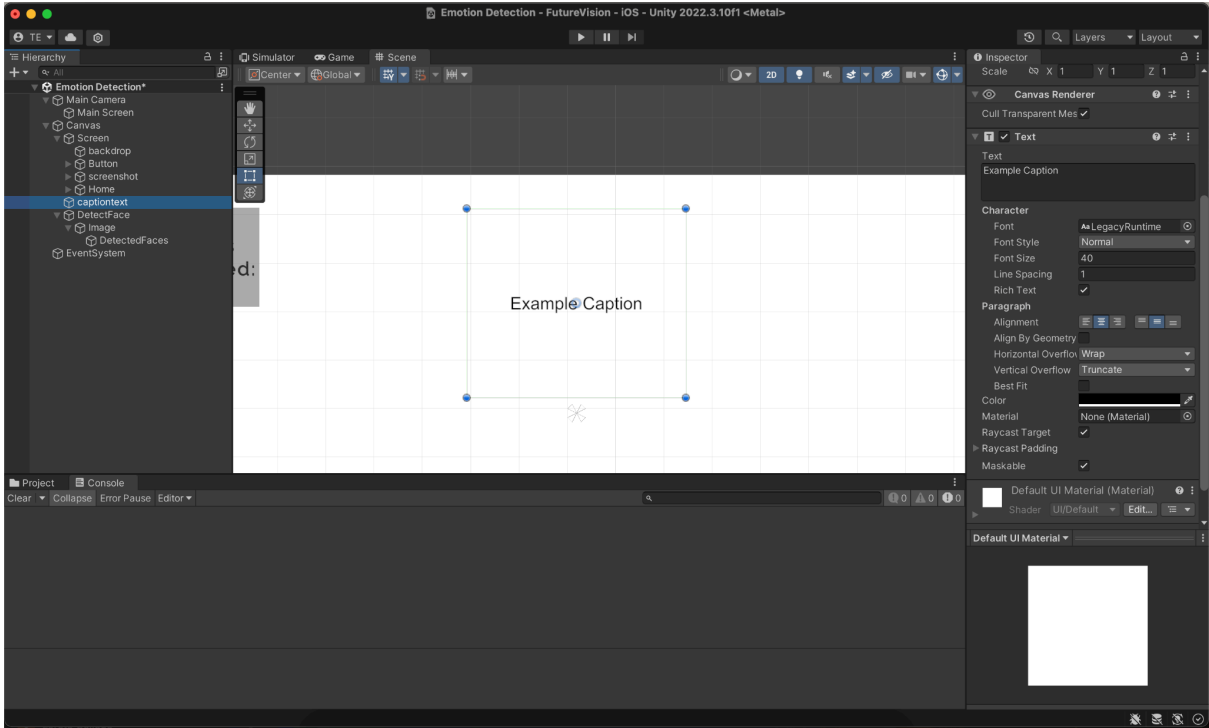 Emotion Detection - FutureVision - iOS - Unity 2022.3.10f1 <Metal>
TE
Layers
Layout
Hierarchy
All
Emotion Detection*
Main Camera
Main Screen
Canvas
Screen
backdrop
Button
screenshot
Home
captiontext
DetectFace
Image
DetectedFaces
EventSystem
Simulator
Game
Scene
Center
Global
2D
ed:
Example Caption
Inspector
Scale X 1 Y 1 Z 1
Canvas Renderer
Cull Transparent Mes
Text
Text
Example Caption
Character
Font Aa LegacyRuntime
Font Style Normal
Font Size 40
Line Spacing 1
Rich Text
Paragraph
Alignment
Align By Geometry
Horizontal Overflov Wrap
Vertical Overflow Truncate
Best Fit
Color
Material None (Material)
Raycast Target
Raycast Padding
Maskable
Default UI Material (Material)
Shader UI/Default Edit...
Default UI Material
Project
Console
Clear Collapse Error Pause Editor
0 0 0